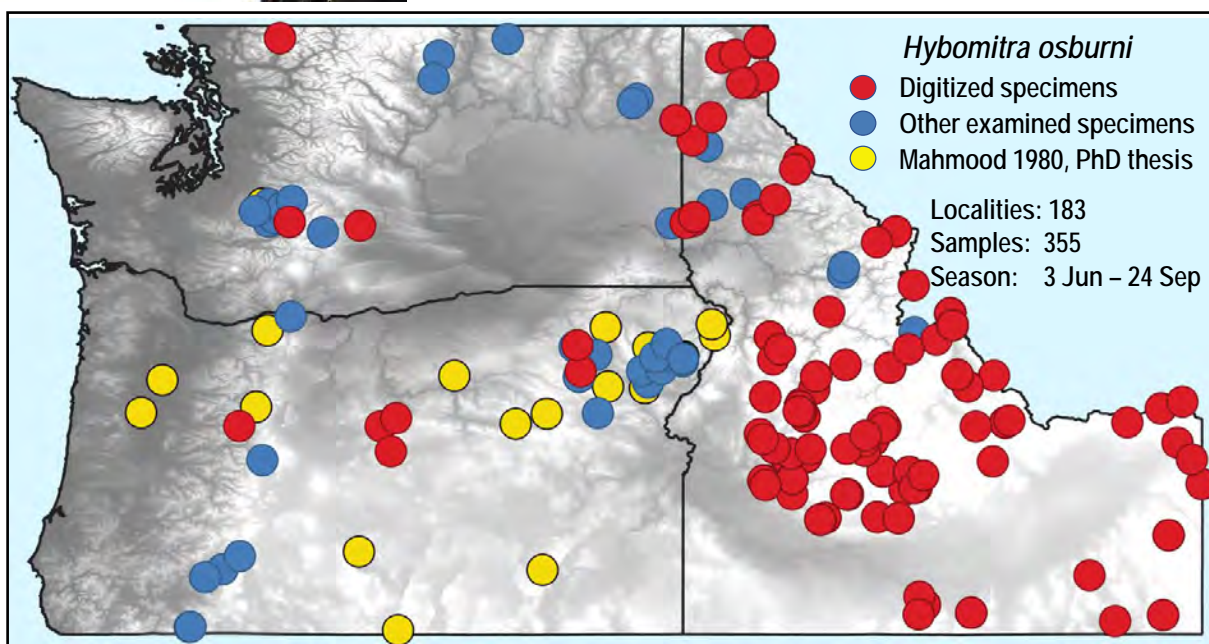 Hybomitra osburni
Digitized specimens
Other examined specimens
Mahmood 1980, PhD thesis
Localities: 183
Samples: 355
Season: 3 Jun – 24 Sep